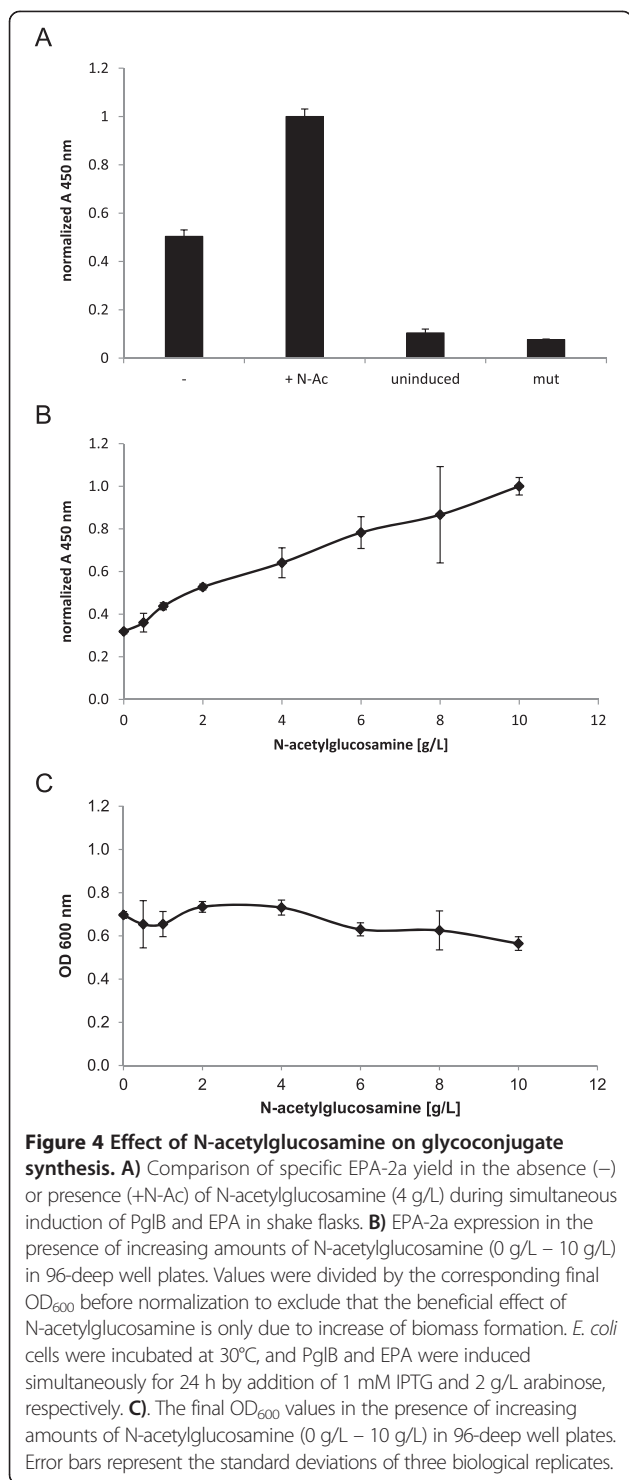 A
1.2
1
0.8
0.6
0.4
0.2
0
normalized A 450 nm
- + N-Ac uninduced mut
B
1.2
1.0
0.8
0.6
0.4
0.2
0.0
normalized A 450 nm
0 2 4 6 8 10 12
N-acetylglucosamine [g/L]
C
1.2
1.0
0.8
0.6
0.4
0.2
0.0
OD 600 nm
0 2 4 6 8 10 12
N-acetylglucosamine [g/L]
Figure 4 Effect of N-acetylglucosamine on glycoconjugate
synthesis. A) Comparison of specific EPA-2a yield in the absence (−)
or presence (+N-Ac) of N-acetylglucosamine (4 g/L) during simultaneous
induction of PglB and EPA in shake flasks. B) EPA-2a expression in the
presence of increasing amounts of N-acetylglucosamine (0 g/L – 10 g/L)
in 96-deep well plates. Values were divided by the corresponding final
OD600 before normalization to exclude that the beneficial effect of
N-acetylglucosamine is only due to increase of biomass formation. E. coli
cells were incubated at 30°C, and PglB and EPA were induced
simultaneously for 24 h by addition of 1 mM IPTG and 2 g/L arabinose,
respectively. C). The final OD600 values in the presence of increasing
amounts of N-acetylglucosamine (0 g/L – 10 g/L) in 96-deep well plates.
Error bars represent the standard deviations of three biological replicates.